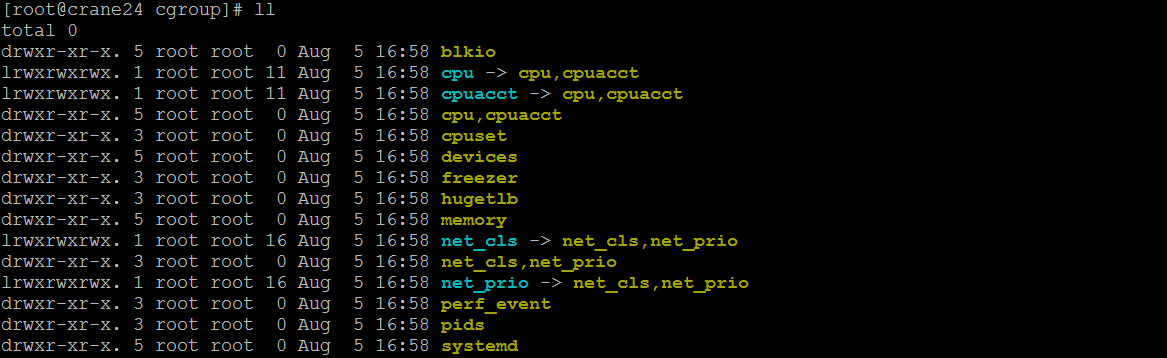 [root@crane24 cgroup]# ll
total 0
drwxr-xr-x. 5 root root  0 Aug  5 16:58 blkio
lrwxrwxrwx. 1 root root 11 Aug  5 16:58 cpu -> cpu,cpuacct
lrwxrwxrwx. 1 root root 11 Aug  5 16:58 cpuacct -> cpu,cpuacct
drwxr-xr-x. 5 root root  0 Aug  5 16:58 cpu,cpuacct
drwxr-xr-x. 3 root root  0 Aug  5 16:58 cpuset
drwxr-xr-x. 5 root root  0 Aug  5 16:58 devices
drwxr-xr-x. 3 root root  0 Aug  5 16:58 freezer
drwxr-xr-x. 3 root root  0 Aug  5 16:58 hugetlb
drwxr-xr-x. 5 root root  0 Aug  5 16:58 memory
lrwxrwxrwx. 1 root root 16 Aug  5 16:58 net_cls -> net_cls,net_prio
drwxr-xr-x. 3 root root  0 Aug  5 16:58 net_cls,net_prio
lrwxrwxrwx. 1 root root 16 Aug  5 16:58 net_prio -> net_cls,net_prio
drwxr-xr-x. 3 root root  0 Aug  5 16:58 perf_event
drwxr-xr-x. 3 root root  0 Aug  5 16:58 pids
drwxr-xr-x. 5 root root  0 Aug  5 16:58 systemd